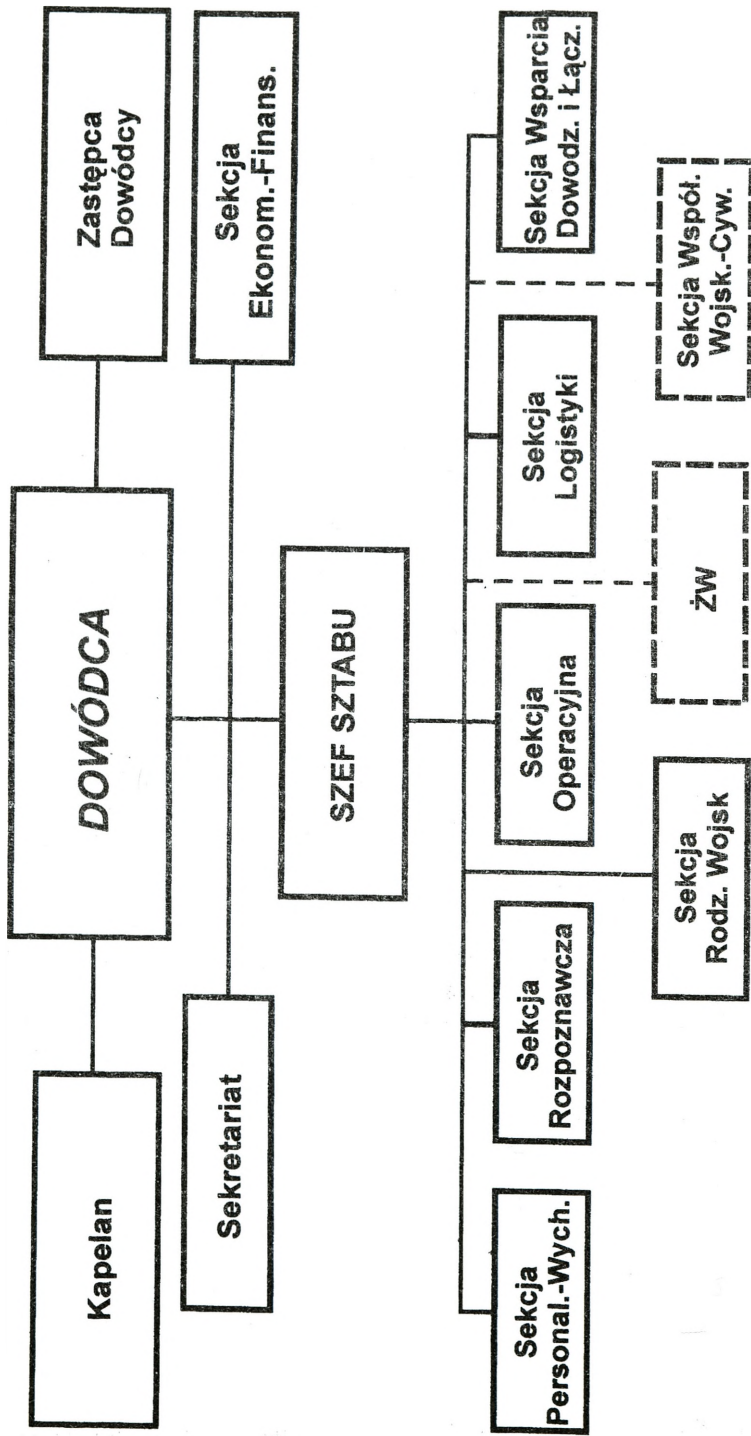 Kapelan
DOWÓDCA
Zastępca
Dowódcy
Sekretariat
Sekcja
Ekonom.-Finans.
SZEF SZTABU
Sekcja
Personal.-Wych.
Sekcja
Rozpoznawcza
Sekcja
Operacyjna
Sekcja
Logistyki
Sekcja Wsparcia
Dowodz. i Łącz.
Sekcja
Rodz. Wojsk
ŻW
Sekcja Współ.
Wojsk.-Cyw.